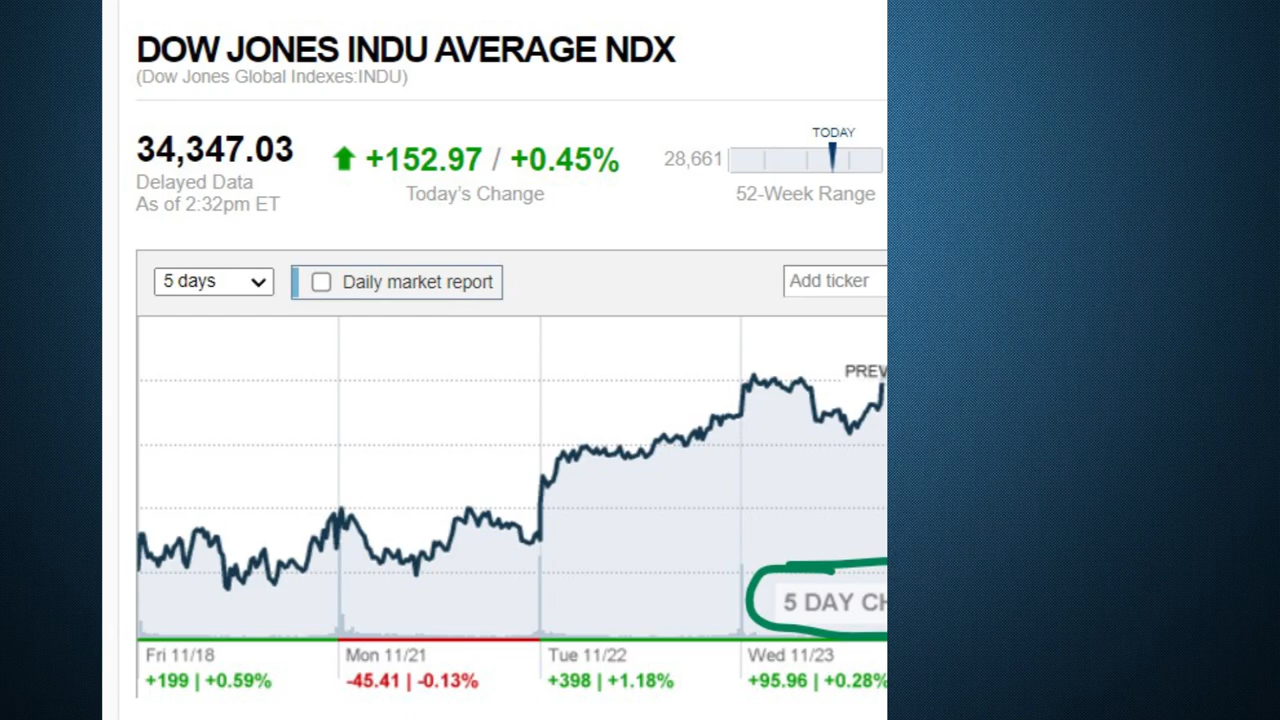 DOW JONES INDU AVERAGE NDX
(Dow Jones Global Indexes:INDU)
34,347.03
+152.97 / +0.45%
28,661
TODAY
Delayed Data
As of 2:32pm ET
Today's Change
52-Week Range
5 days
Daily market report
Add ticker
PREV
5 DAY CH
Fri 11/18
+199 | +0.59%
Mon 11/21
-45.41 | -0.13%
Tue 11/22
+398 | +1.18%
Wed 11/23
+95.96 | +0.28%